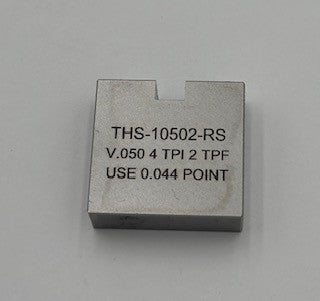 THS-10502-RS
V.050 4 TPI 2 TPF
USE 0.044 POINT